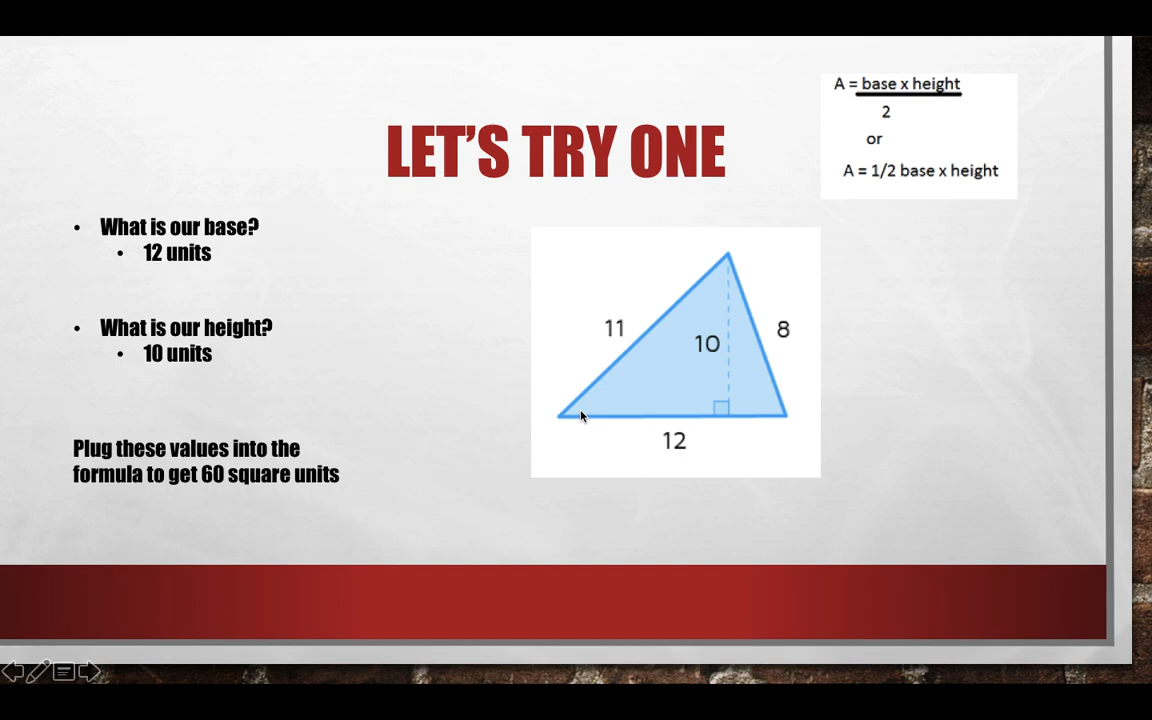 A = base x height
2
or
A = 1/2 base x height
LET'S TRY ONE
• What is our base?
• 12 units
• What is our height?
• 10 units
Plug these values into the
formula to get 60 square units
11
10
8
12